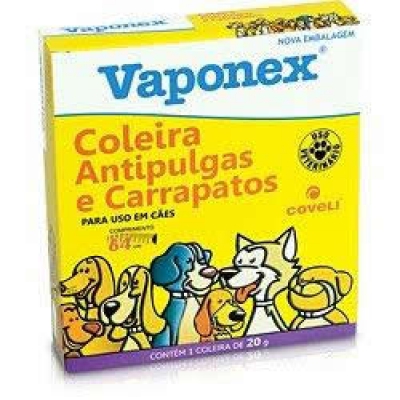 NOVA EMBALAGEM
Vaponex®
Coleira
Antipulgas
e Carrapatos
PARA USO EM CÃES
USO
VETERINÁRIO
COMPRIMENTO
64 cm
COVELI
CONTÉM 1 COLEIRA DE 20 g